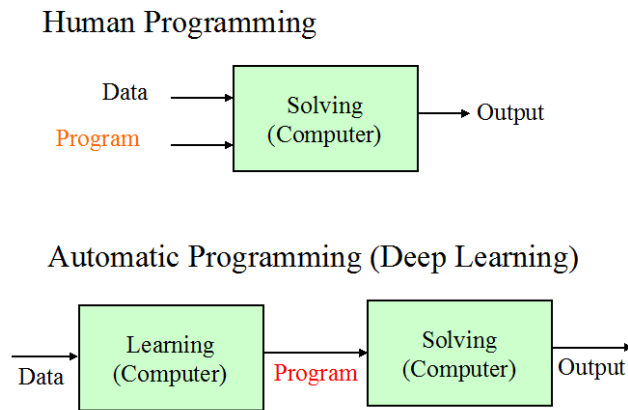 Human Programming
Data
Program
Solving
(Computer)
Output
Automatic Programming (Deep Learning)
Data
Learning
(Computer)
Program
Solving
(Computer)
Output